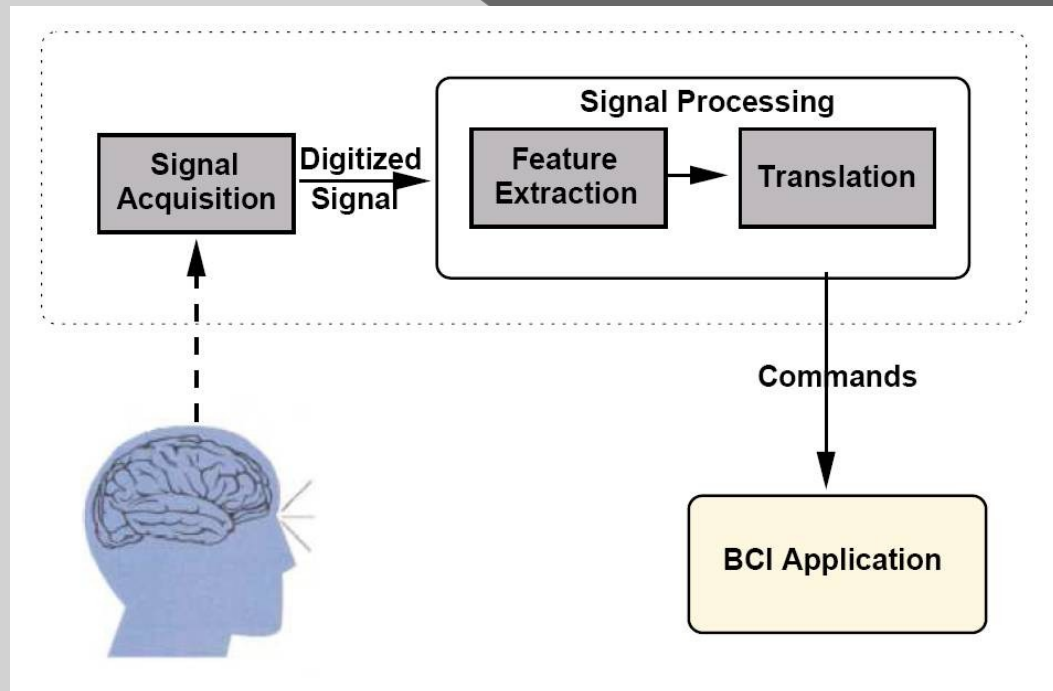 Signal Processing
Signal
Acquisition
Digitized
Signal
Feature
Extraction
Translation
Commands
BCI Application